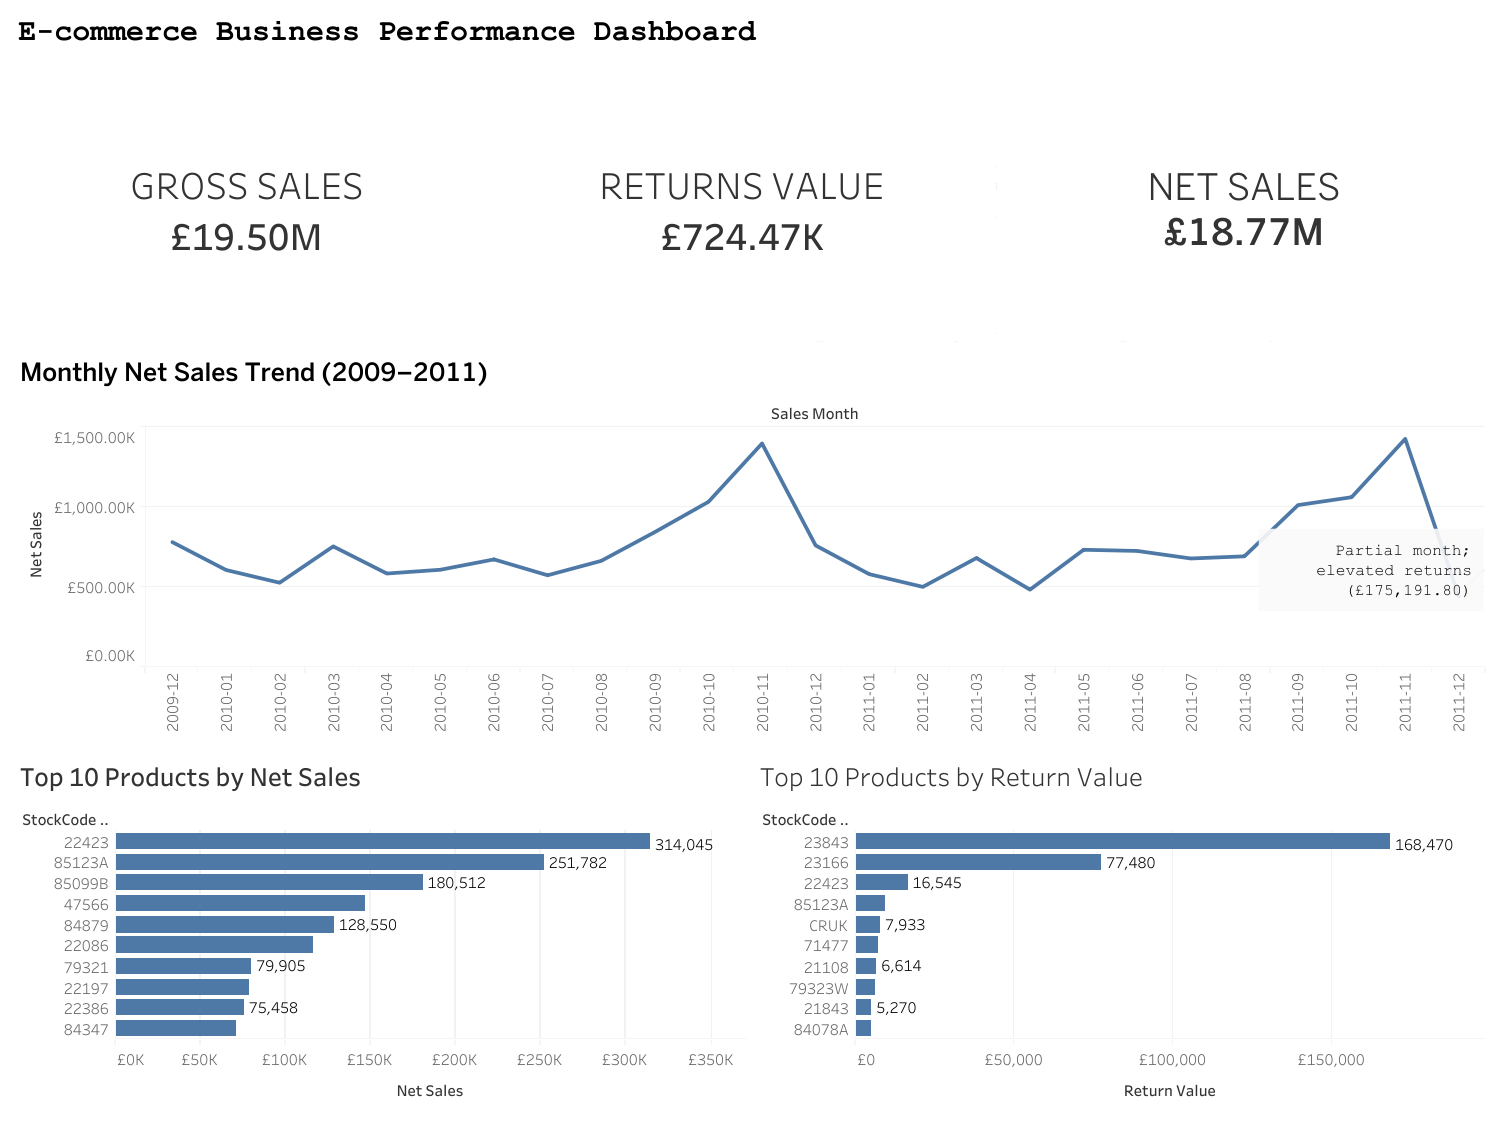 E-commerce Business Performance Dashboard
GROSS SALES
£19.50M
RETURNS VALUE
£724.47K
NET SALES
£18.77M
Monthly Net Sales Trend (2009–2011)
Sales Month
Net Sales
£1,500.00K
£1,000.00K
£500.00K
£0.00K
Partial month;
elevated returns
(£175,191.80)
2009-12
2010-01
2010-02
2010-03
2010-04
2010-05
2010-06
2010-07
2010-08
2010-09
2010-10
2010-11
2010-12
2011-01
2011-02
2011-03
2011-04
2011-05
2011-06
2011-07
2011-08
2011-09
2011-10
2011-11
2011-12
Top 10 Products by Net Sales
StockCode ..
22423 314,045
85123A 251,782
85099B 180,512
47566
84879 128,550
22086
79321 79,905
22197
22386 75,458
84347
£0K £50K £100K £150K £200K £250K £300K £350K
Net Sales
Top 10 Products by Return Value
StockCode ..
23843 168,470
23166 77,480
22423 16,545
85123A
CRUK 7,933
71477
21108 6,614
79323W
21843 5,270
84078A
£0 £50,000 £100,000 £150,000
Return Value